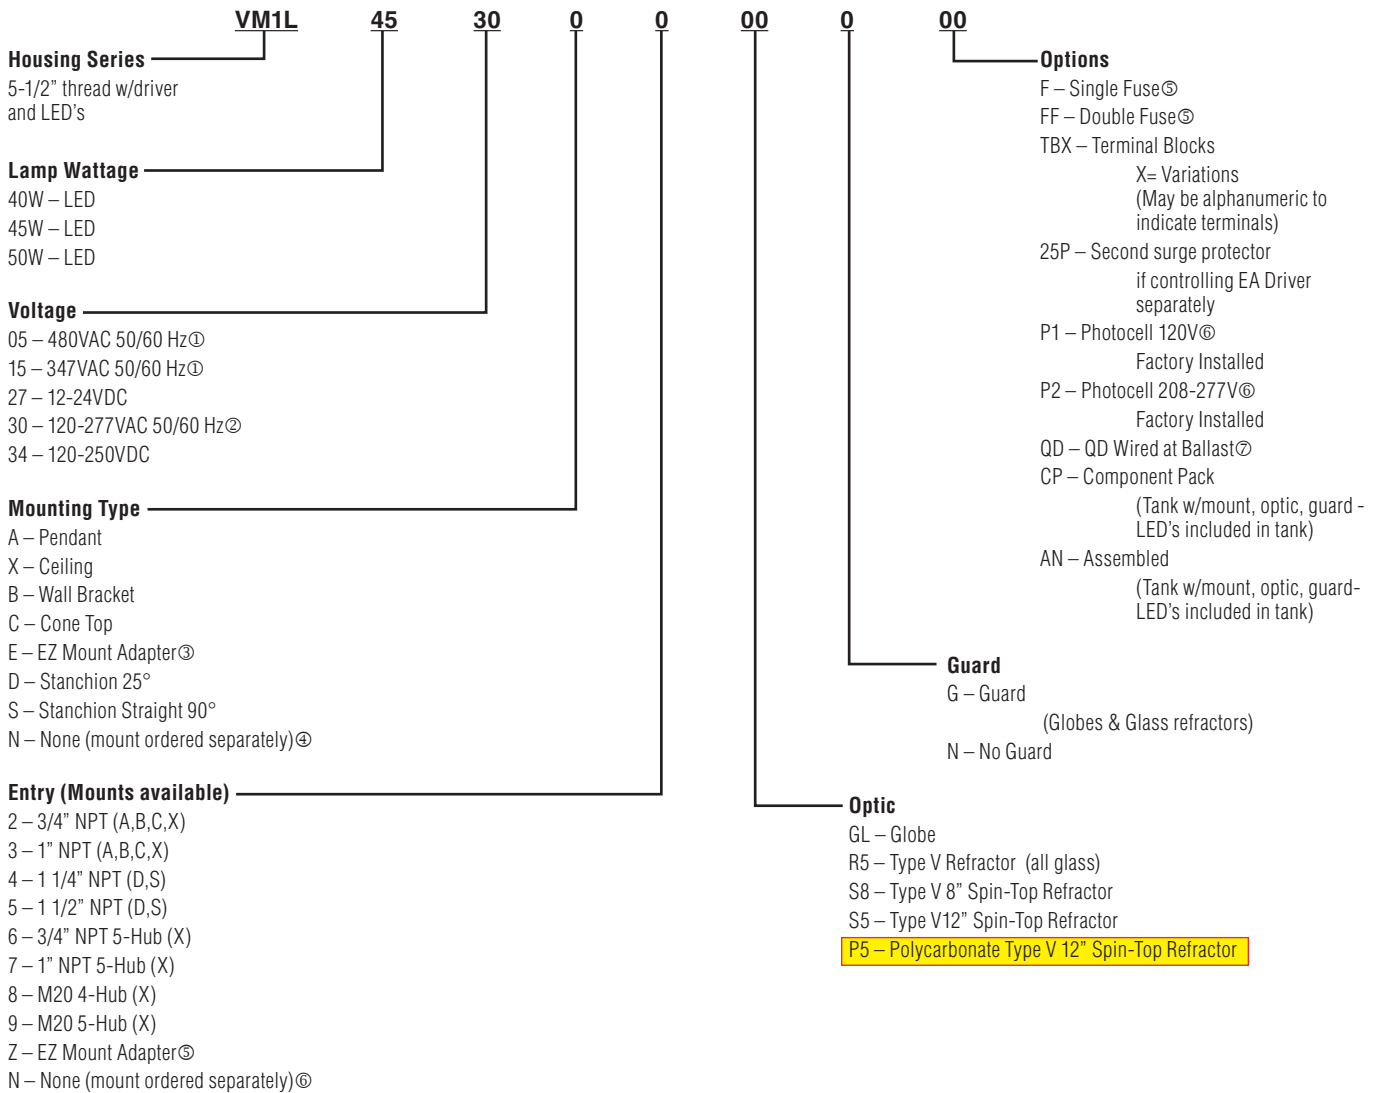 VM1L 45 30 0 0 00 0 00
Housing Series
5-1/2” thread w/driver
and LED’s
Lamp Wattage
40W – LED
45W – LED
50W – LED
Voltage
05 – 480VAC 50/60 Hz①
15 – 347VAC 50/60 Hz①
27 – 12-24VDC
30 – 120-277VAC 50/60 Hz②
34 – 120-250VDC
Mounting Type
A – Pendant
X – Ceiling
B – Wall Bracket
C – Cone Top
E – EZ Mount Adapter③
D – Stanchion 25°
S – Stanchion Straight 90°
N – None (mount ordered separately)④
Entry (Mounts available)
2 – 3/4” NPT (A,B,C,X)
3 – 1” NPT (A,B,C,X)
4 – 1 1/4” NPT (D,S)
5 – 1 1/2” NPT (D,S)
6 – 3/4” NPT 5-Hub (X)
7 – 1” NPT 5-Hub (X)
8 – M20 4-Hub (X)
9 – M20 5-Hub (X)
Z – EZ Mount Adapter⑤
N – None (mount ordered separately)⑥
Options
F – Single Fuse⑤
FF – Double Fuse⑤
TBX – Terminal Blocks
X= Variations
(May be alphanumeric to
indicate terminals)
25P – Second surge protector
if controlling EA Driver
separately
P1 – Photocell 120V⑥
Factory Installed
P2 – Photocell 208-277V⑥
Factory Installed
QD – QD Wired at Ballast⑦
CP – Component Pack
(Tank w/mount, optic, guard -
LED’s included in tank)
AN – Assembled
(Tank w/mount, optic, guard-
LED’s included in tank)
Guard
G – Guard
(Globes & Glass refractors)
N – No Guard
Optic
GL – Globe
R5 – Type V Refractor (all glass)
S8 – Type V 8” Spin-Top Refractor
S5 – Type V12” Spin-Top Refractor
P5 – Polycarbonate Type V 12” Spin-Top Refractor